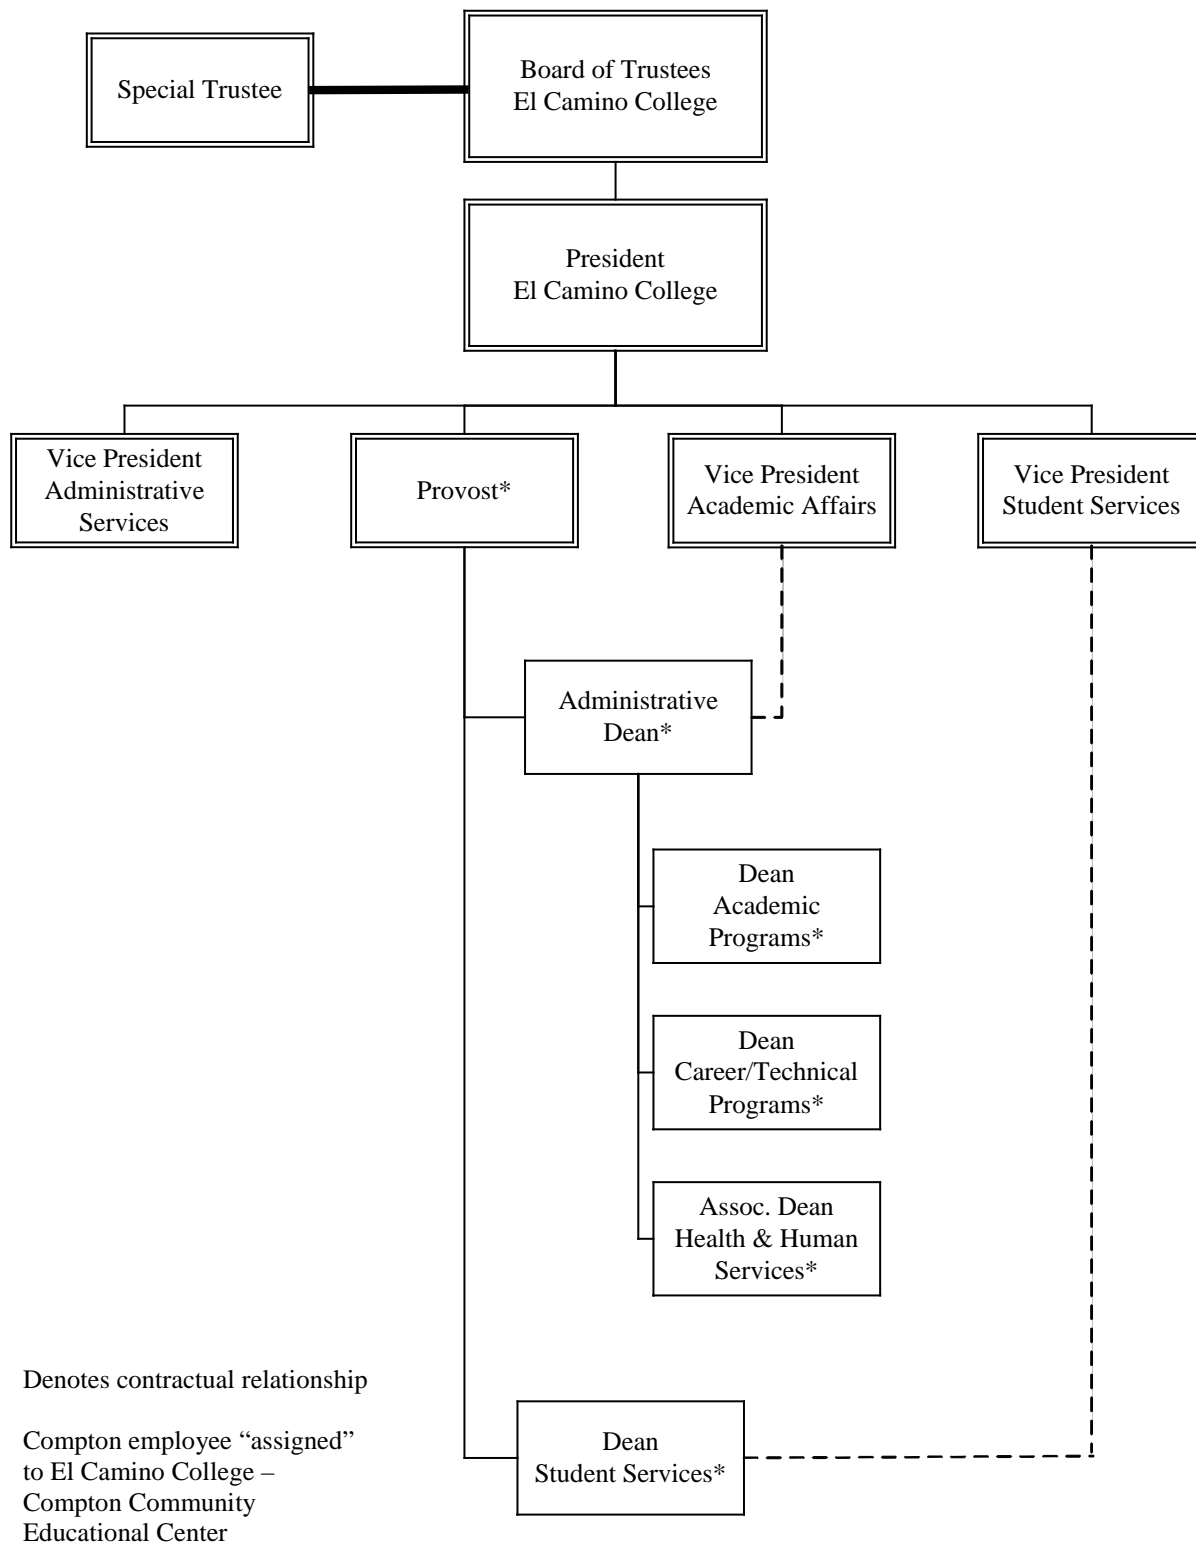 Special Trustee
Board of Trustees
El Camino College
President
El Camino College
Vice President
Administrative
Services
Provost*
Vice President
Academic Affairs
Vice President
Student Services
Administrative
Dean*
Dean
Academic
Programs*
Dean
Career/Technical
Programs*
Assoc. Dean
Health & Human
Services*
Denotes contractual relationship
Compton employee “assigned”
to El Camino College –
Compton Community
Educational Center
Dean
Student Services*